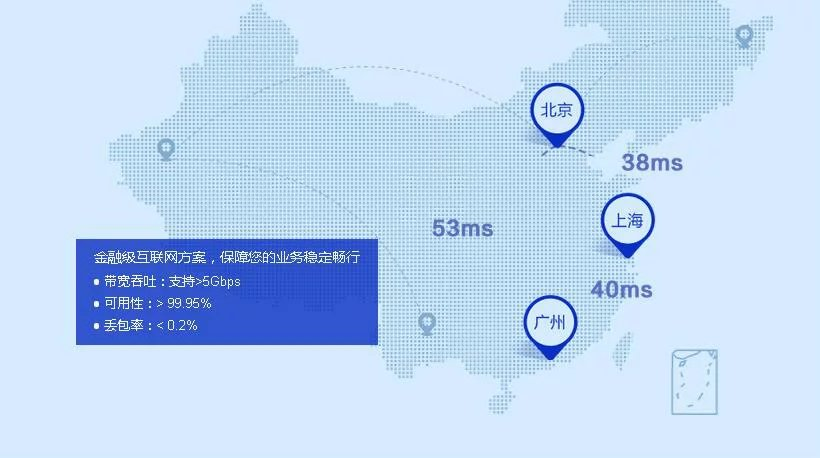 北京
38ms
上海
53ms
金融级互联网方案，保障您的业务稳定畅行
• 带宽吞吐：支持>5Gbps
• 可用性：> 99.95%
• 丢包率：< 0.2%
40ms
广州